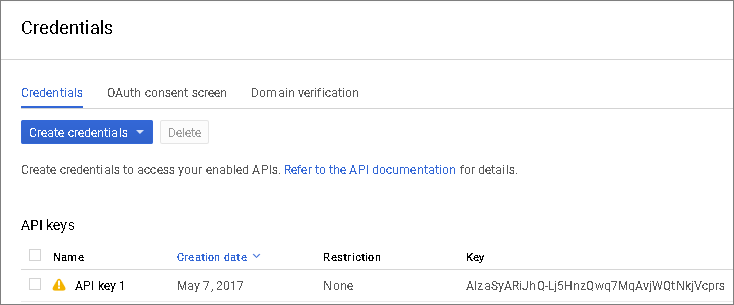 Credentials
Credentials OAuth consent screen Domain verification
Create credentials Delete
Create credentials to access your enabled APIs. Refer to the API documentation for details.
API keys
Name Creation date Restriction Key
API key 1 May 7, 2017 None AIzaSyARiJhQ-Lj5HnzQwq7MqAvjWQtNkjVcprs